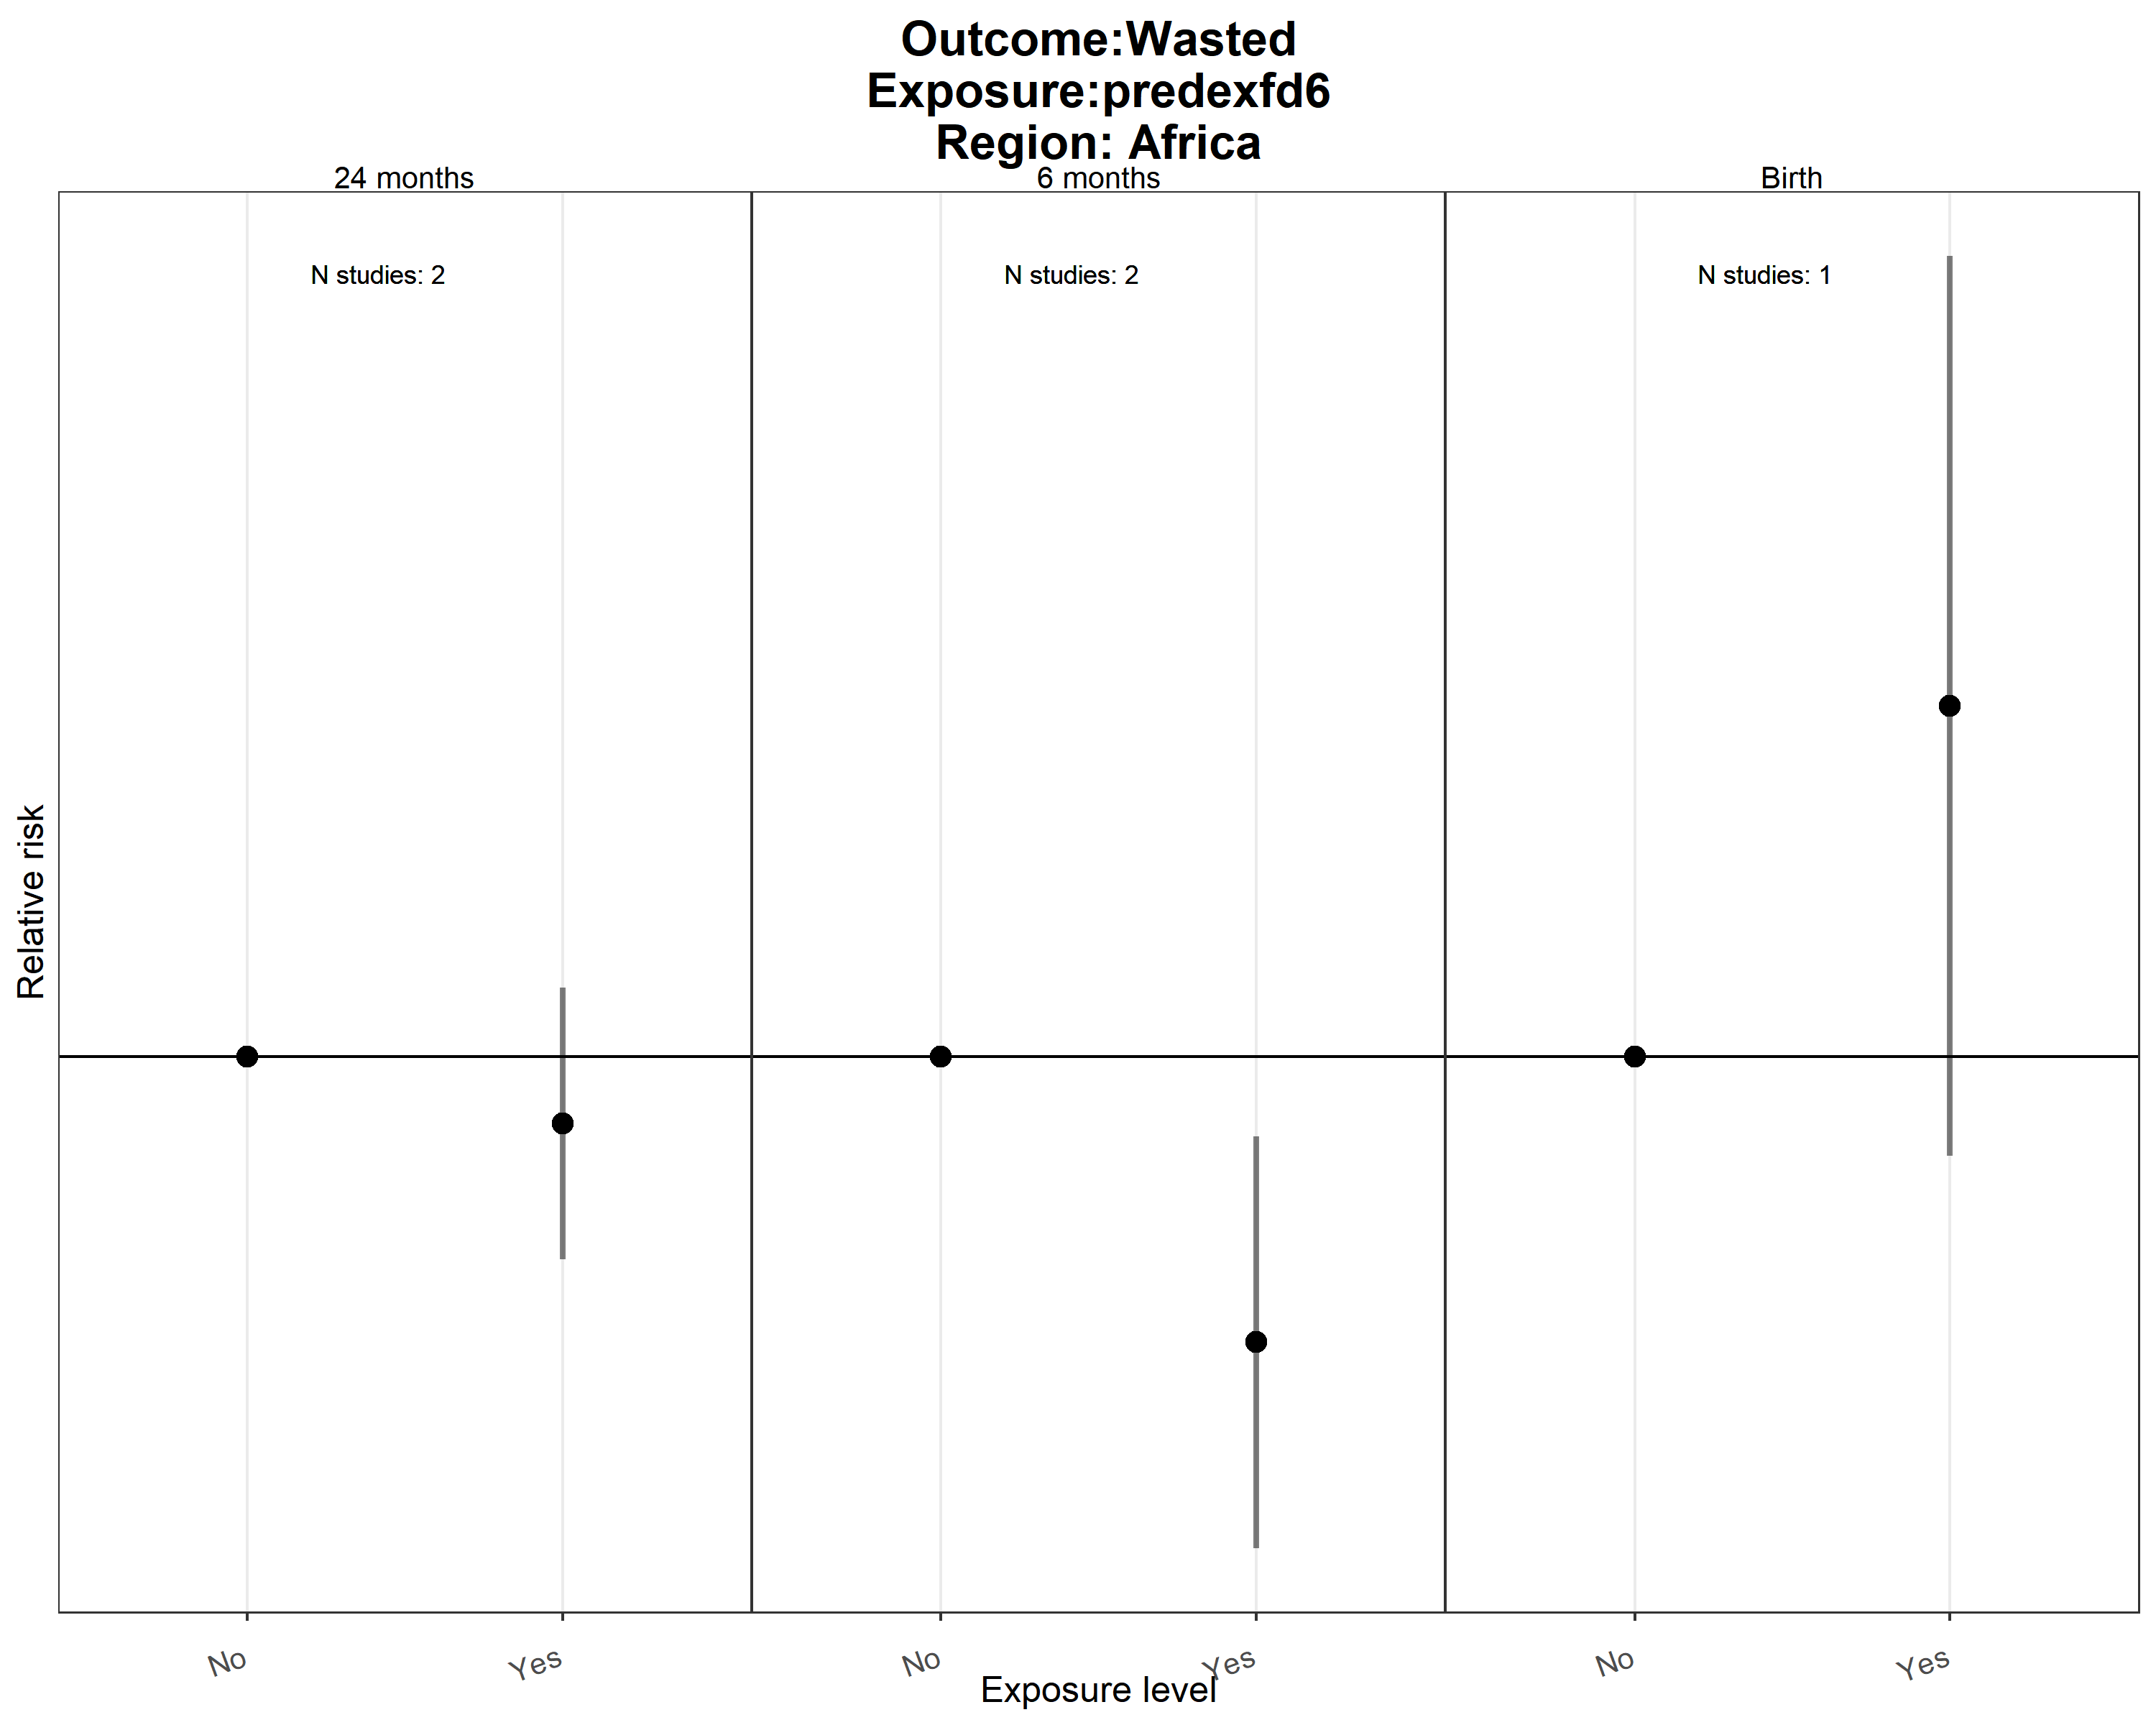 Outcome:Wasted
Exposure:predexfd6
Region: Africa
24 months
6 months
Birth
N studies: 2
N studies: 2
N studies: 1
Relative risk
No
Yes
No
Yes
No
Yes
Exposure level